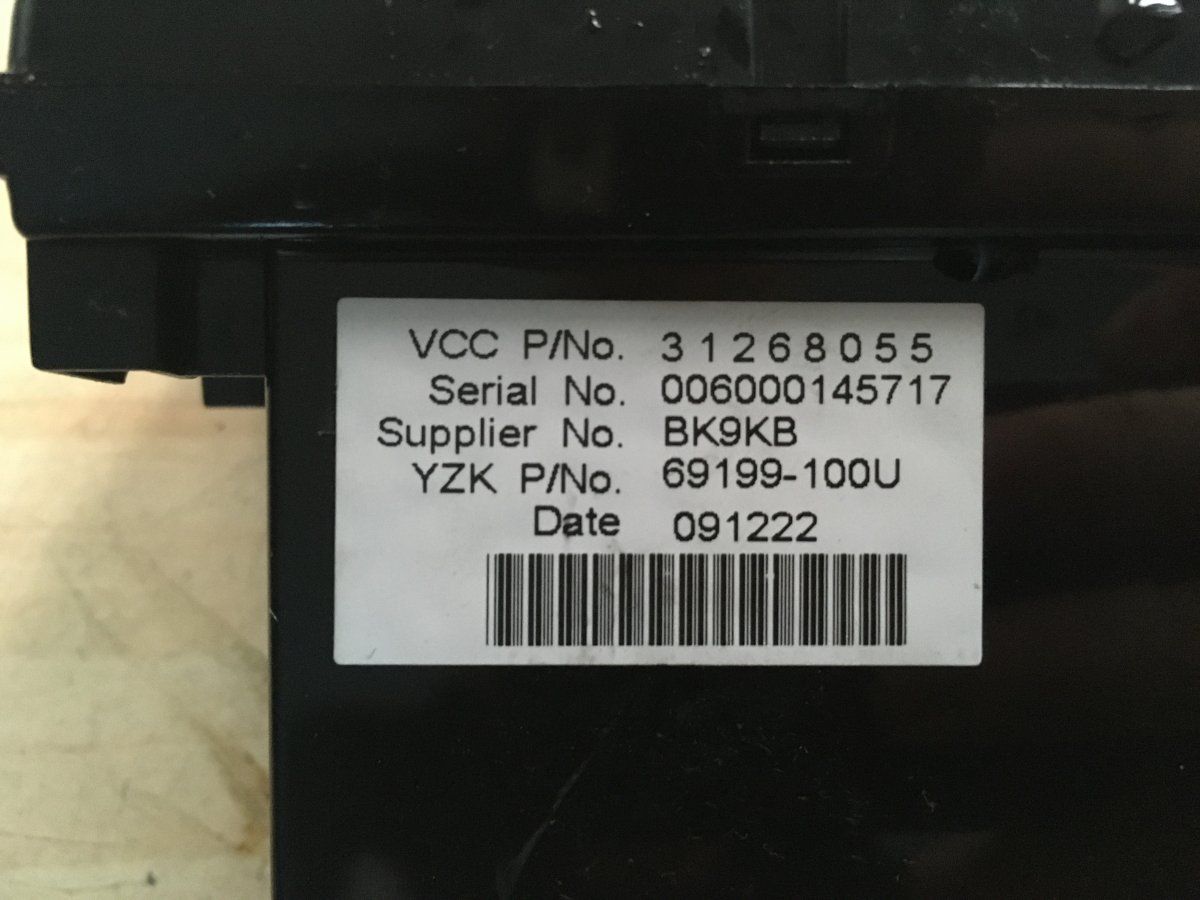 VCC P/No. 31268055
Serial No. 006000145717
Supplier No. BK9KB
YZK P/No. 69199-100U
Date 091222